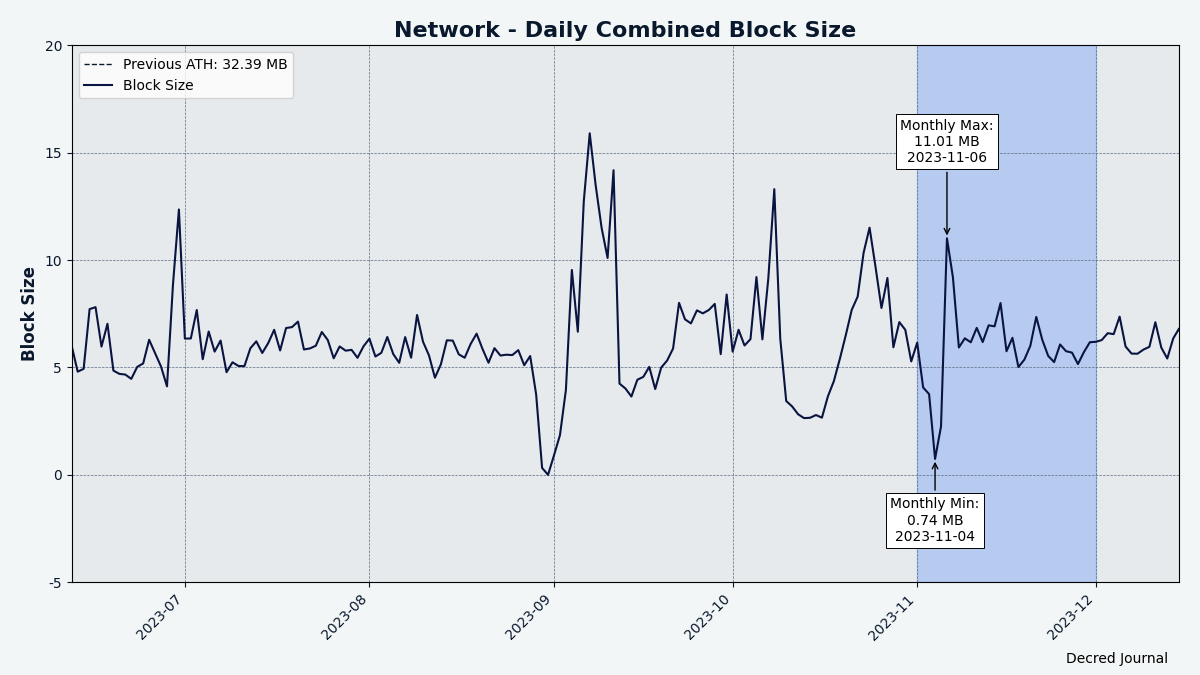 Network - Daily Combined Block Size
20
15
10
5
0
-5
Block Size
Previous ATH: 32.39 MB
Block Size
Monthly Max:
11.01 MB
2023-11-06
Monthly Min:
0.74 MB
2023-11-04
2023-07
2023-08
2023-09
2023-10
2023-11
2023-12
Decred Journal